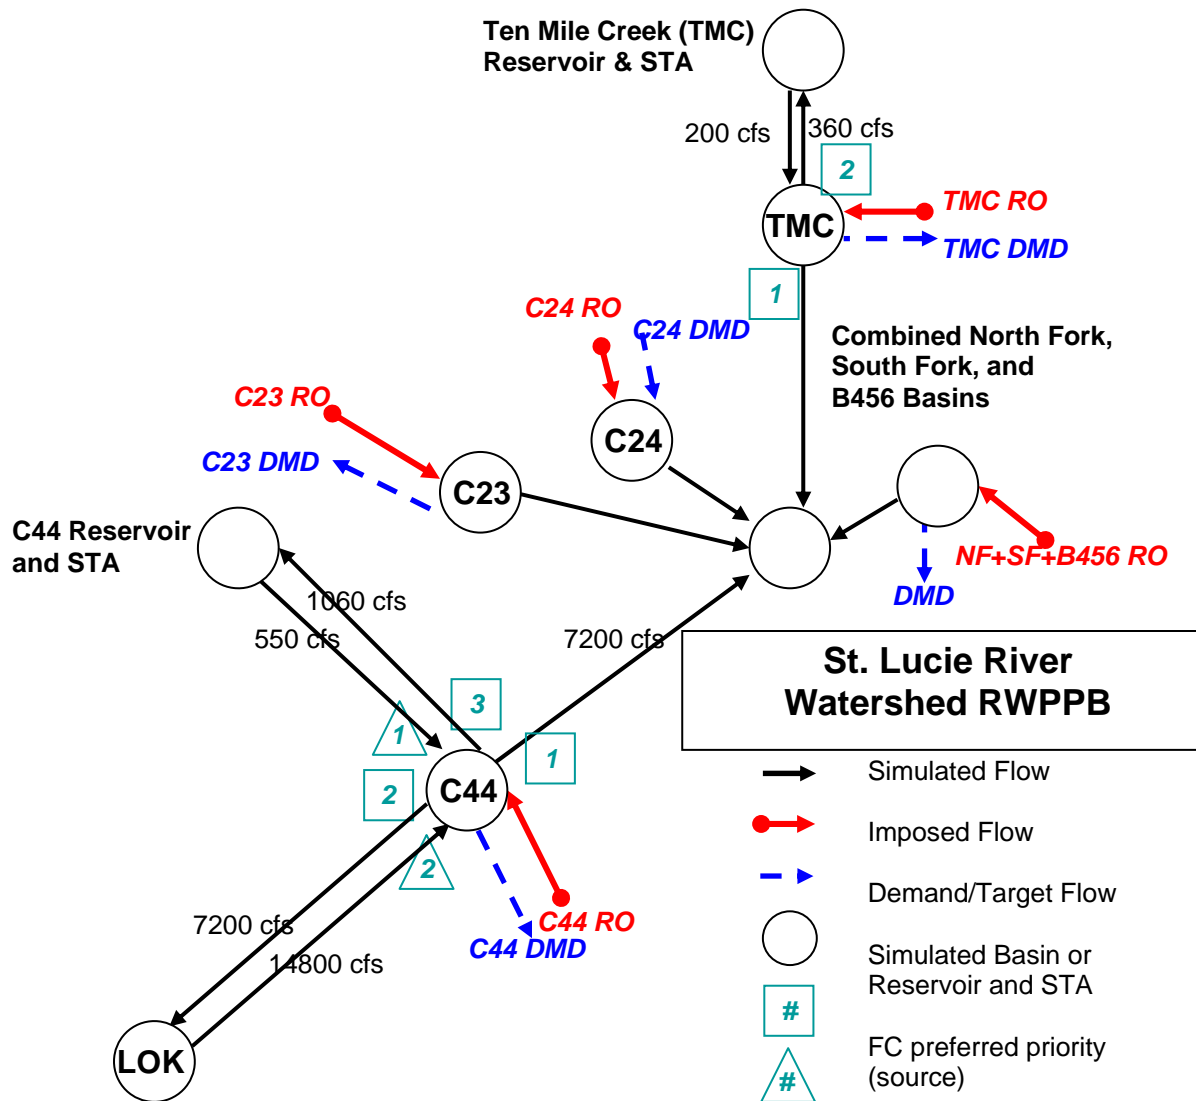 Ten Mile Creek (TMC)
Reservoir & STA
200 cfs
360 cfs
2
TMC RO
TMC
TMC DMD
1
C24 RO
C24 DMD
Combined North Fork,
South Fork, and
B456 Basins
C23 RO
C24
C23 DMD
C23
C44 Reservoir
and STA
NF+SF+B456 RO
DMD
1060 cfs
550 cfs
7200 cfs
St. Lucie River
Watershed RWPPB
3
1
1
2
C44
2
Simulated Flow
Imposed Flow
Demand/Target Flow
7200 cfs
C44 RO
C44 DMD
14800 cfs
Simulated Basin or
Reservoir and STA
#
LOK
FC preferred priority
(source)
#